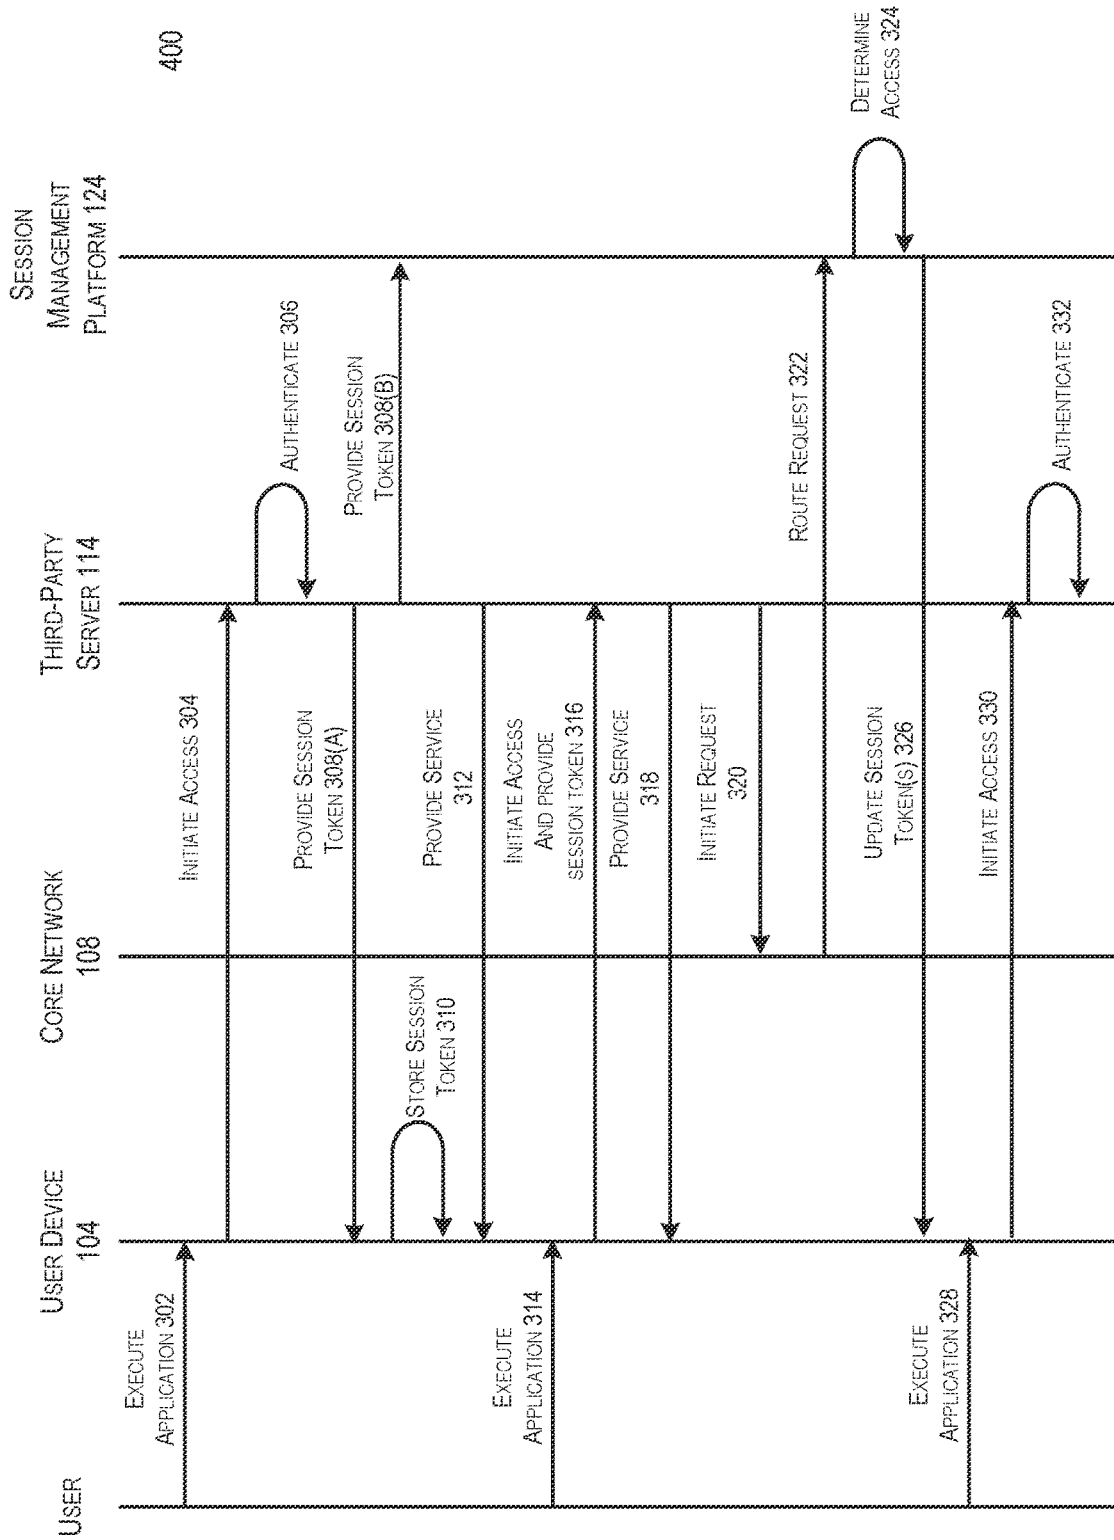 400
USER
USER DEVICE
104
CORE NETWORK
108
THIRD-PARTY
SERVER 114
SESSION
MANAGEMENT
PLATFORM 124
EXECUTE
APPLICATION 302
INITIATE ACCESS 304
AUTHENTICATE 306
PROVIDE SESSION
TOKEN 308(A)
PROVIDE SESSION
TOKEN 308(B)
STORE SESSION
TOKEN 310
PROVIDE SERVICE
312
EXECUTE
APPLICATION 314
INITIATE ACCESS
AND PROVIDE
SESSION TOKEN 316
PROVIDE SERVICE
318
INITIATE REQUEST
320
ROUTE REQUEST 322
DETERMINE
ACCESS 324
UPDATE SESSION
TOKEN(S) 326
EXECUTE
APPLICATION 328
INITIATE ACCESS 330
AUTHENTICATE 332